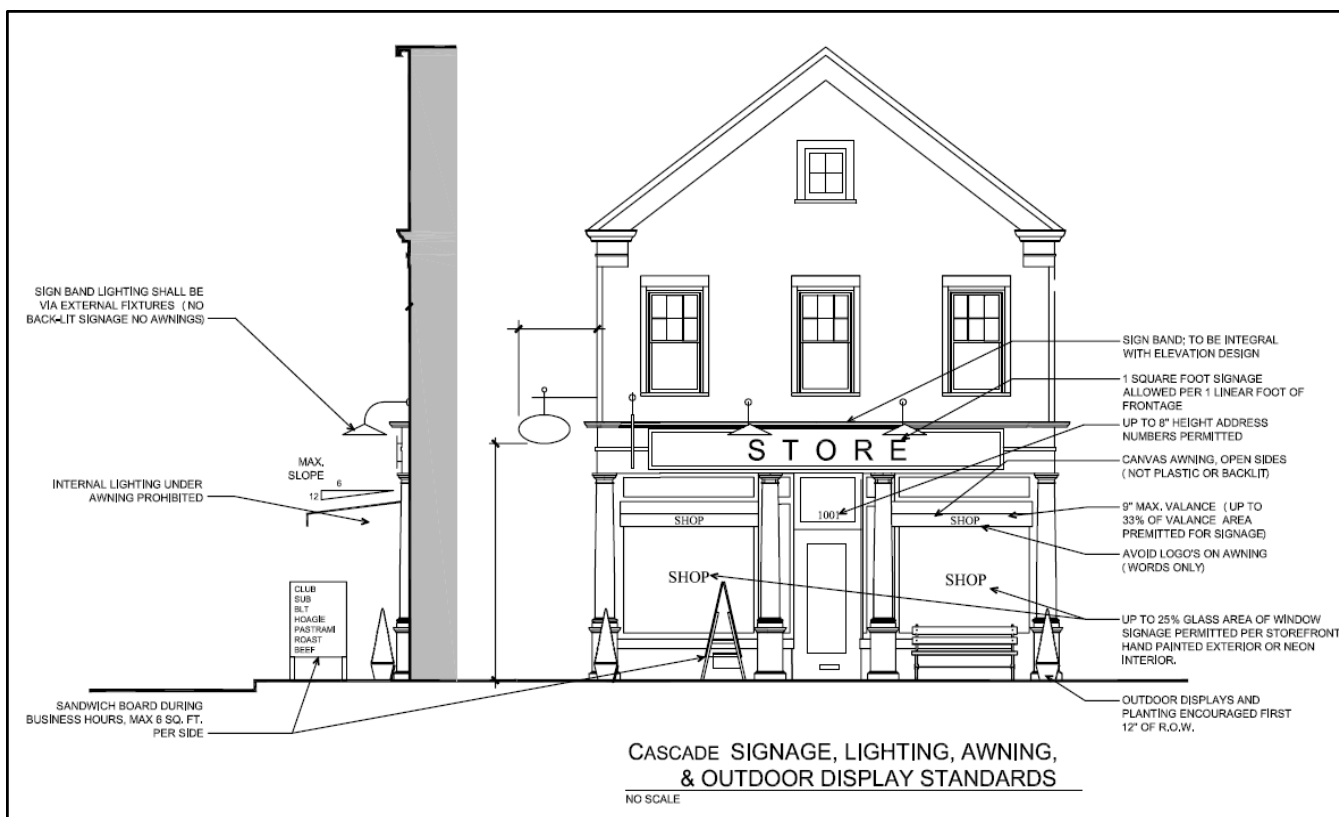 SIGN BAND LIGHTING SHALL BE
VIA EXTERNAL FIXTURES ( NO
BACK-LIT SIGNAGE NO AWNINGS)
MAX.
SLOPE
6
12
INTERNAL LIGHTING UNDER
AWNING PROHIBITED
CLUB
SUB
BLT
HOAGIE
PASTRAMI
ROAST
BEEF
SANDWICH BOARD DURING
BUSINESS HOURS, MAX 6 SQ. FT.
PER SIDE
STORE
SHOP
1001
SHOP
SHOP
SHOP
SIGN BAND; TO BE INTEGRAL
WITH ELEVATION DESIGN
1 SQUARE FOOT SIGNAGE
ALLOWED PER 1 LINEAR FOOT OF
FRONTAGE
UP TO 8" HEIGHT ADDRESS
NUMBERS PERMITTED
CANVAS AWNING, OPEN SIDES
( NOT PLASTIC OR BACKLIT)
9" MAX. VALANCE ( UP TO
33% OF VALANCE AREA
PREMITTED FOR SIGNAGE)
AVOID LOGO'S ON AWNING
( WORDS ONLY)
UP TO 25% GLASS AREA OF WINDOW
SIGNAGE PERMITTED PER STOREFRONT
HAND PAINTED EXTERIOR OR NEON
INTERIOR.
OUTDOOR DISPLAYS AND
PLANTING ENCOURAGED FIRST
12" OF R.O.W.
CASCADE SIGNAGE, LIGHTING, AWNING,
& OUTDOOR DISPLAY STANDARDS
NO SCALE